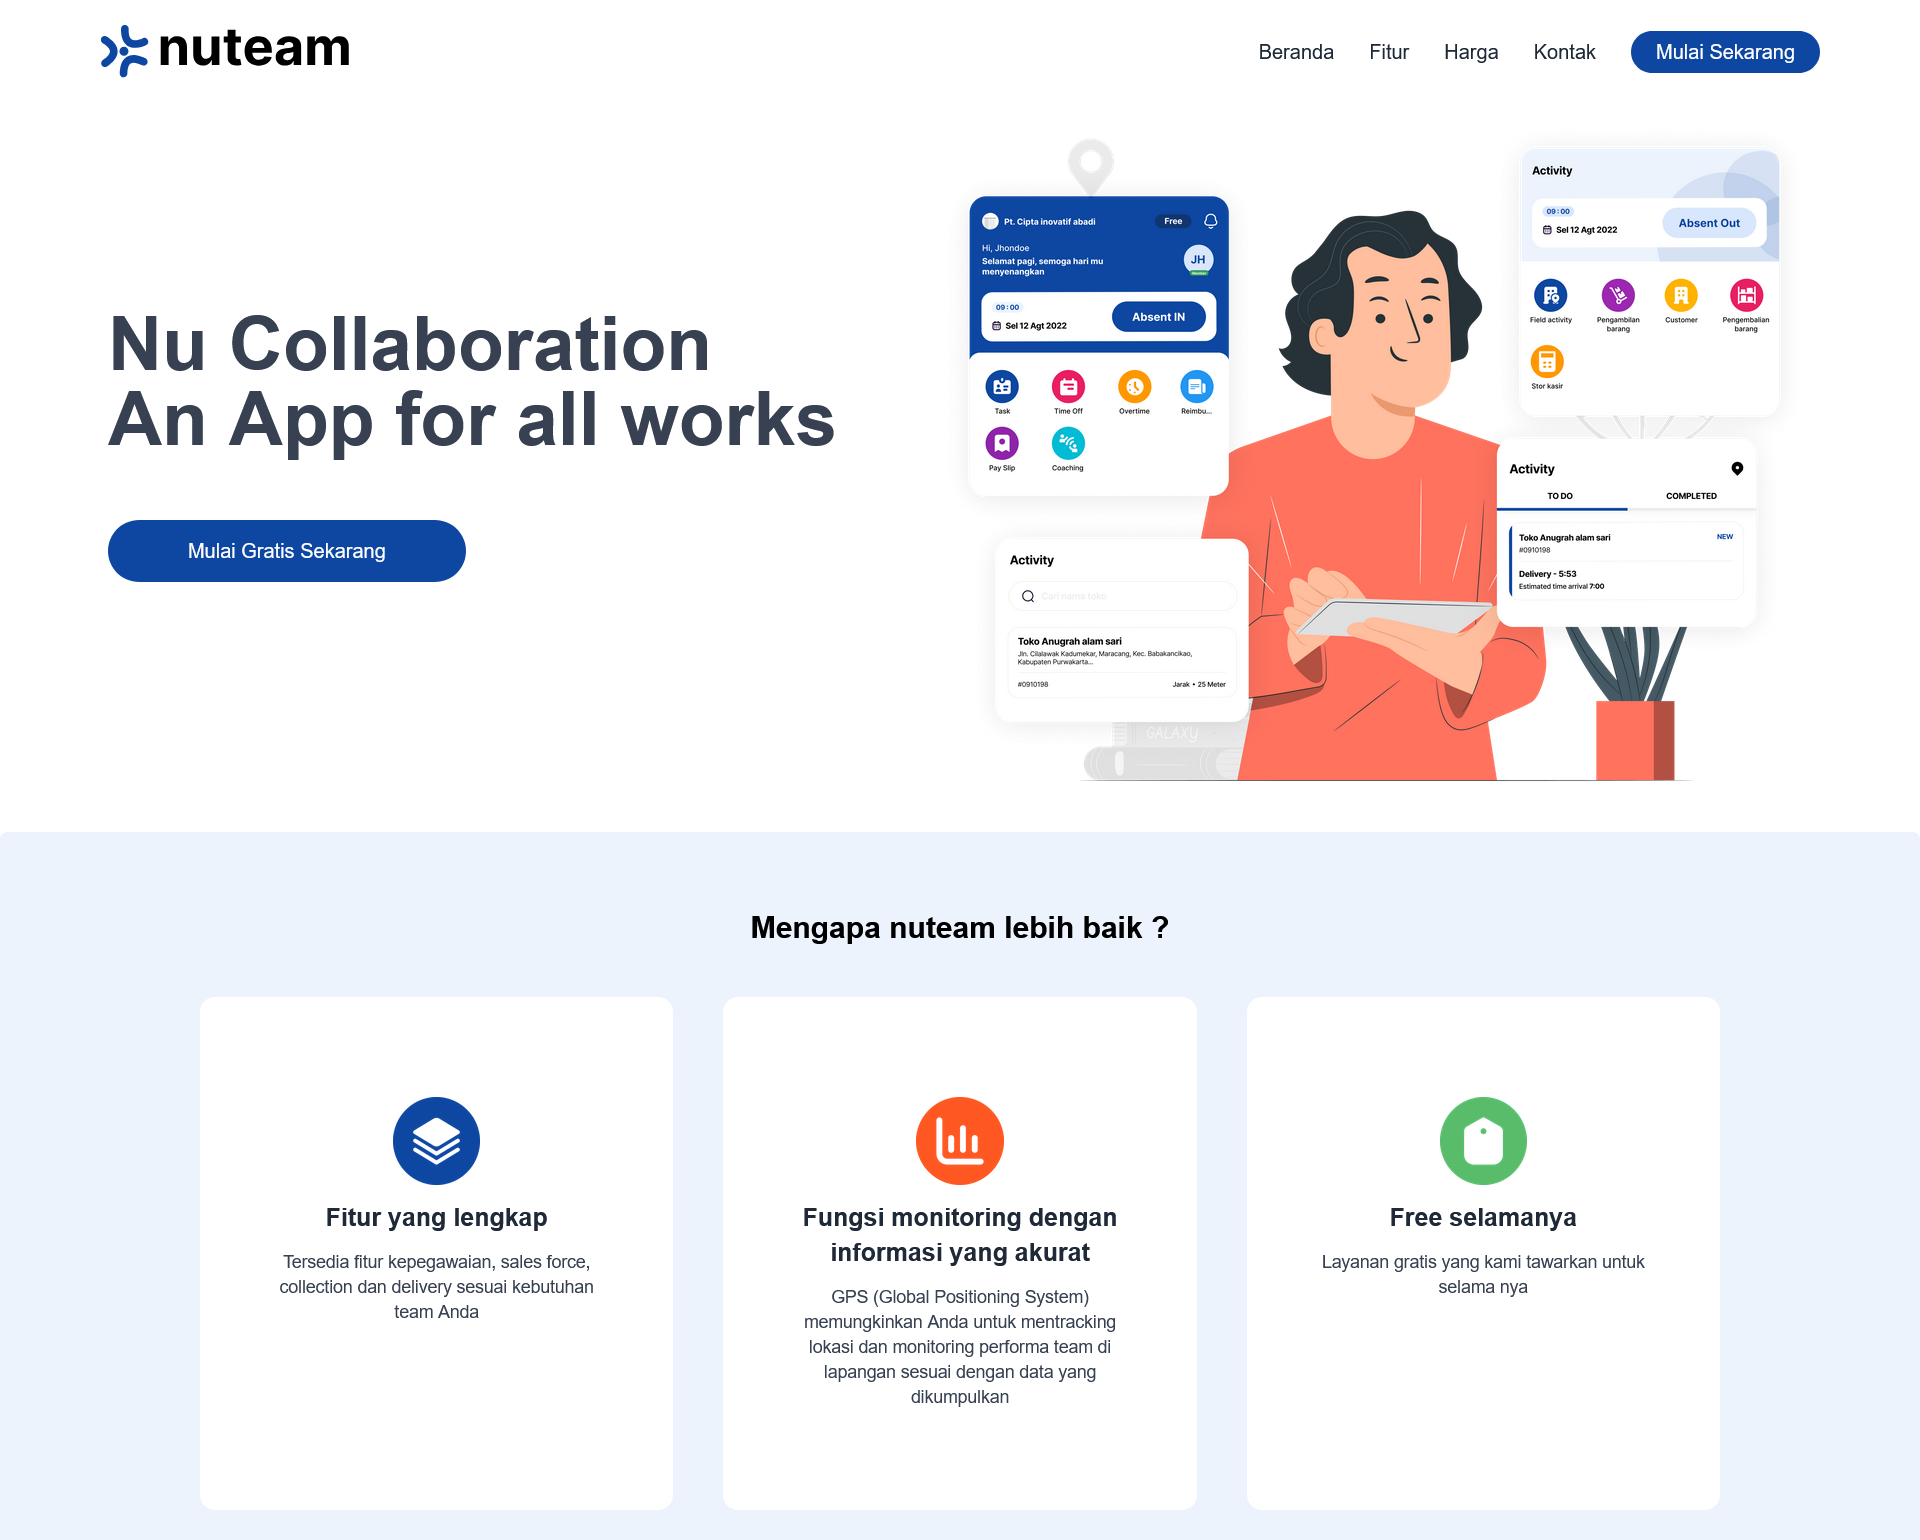 nuteam
Beranda
Fitur
Harga
Kontak
Mulai Sekarang
Nu Collaboration
An App for all works
Mulai Gratis Sekarang
Pt. Cipta inovatif abadi
Free
Hi, Jhondoe
Selamat pagi, semoga hari mu
menyenangkan
JH
Member
09 : 00
Sel 12 Agt 2022
Absent IN
Task
Time Off
Overtime
Reimbu...
Pay Slip
Coaching
Activity
09 : 00
Sel 12 Agt 2022
Absent Out
Field activity
Pengambilan
barang
Customer
Pengembalian
barang
Stor kasir
Activity
TO DO
COMPLETED
Toko Anugrah alam sari
NEW
#0910198
Delivery - 5:53
Estimated time arrival 7:00
Activity
Cari nama toko
Toko Anugrah alam sari
Jln. Cilalawak Kadumekar, Maracang, Kec. Babakancikao,
Kabupaten Purwakarta...
#0910198
Jarak • 25 Meter
GALAXY
Mengapa nuteam lebih baik ?
Fitur yang lengkap
Tersedia fitur kepegawaian, sales force,
collection dan delivery sesuai kebutuhan
team Anda
Fungsi monitoring dengan
informasi yang akurat
GPS (Global Positioning System)
memungkinkan Anda untuk mentracking
lokasi dan monitoring performa team di
lapangan sesuai dengan data yang
dikumpulkan
Free selamanya
Layanan gratis yang kami tawarkan untuk
selama nya